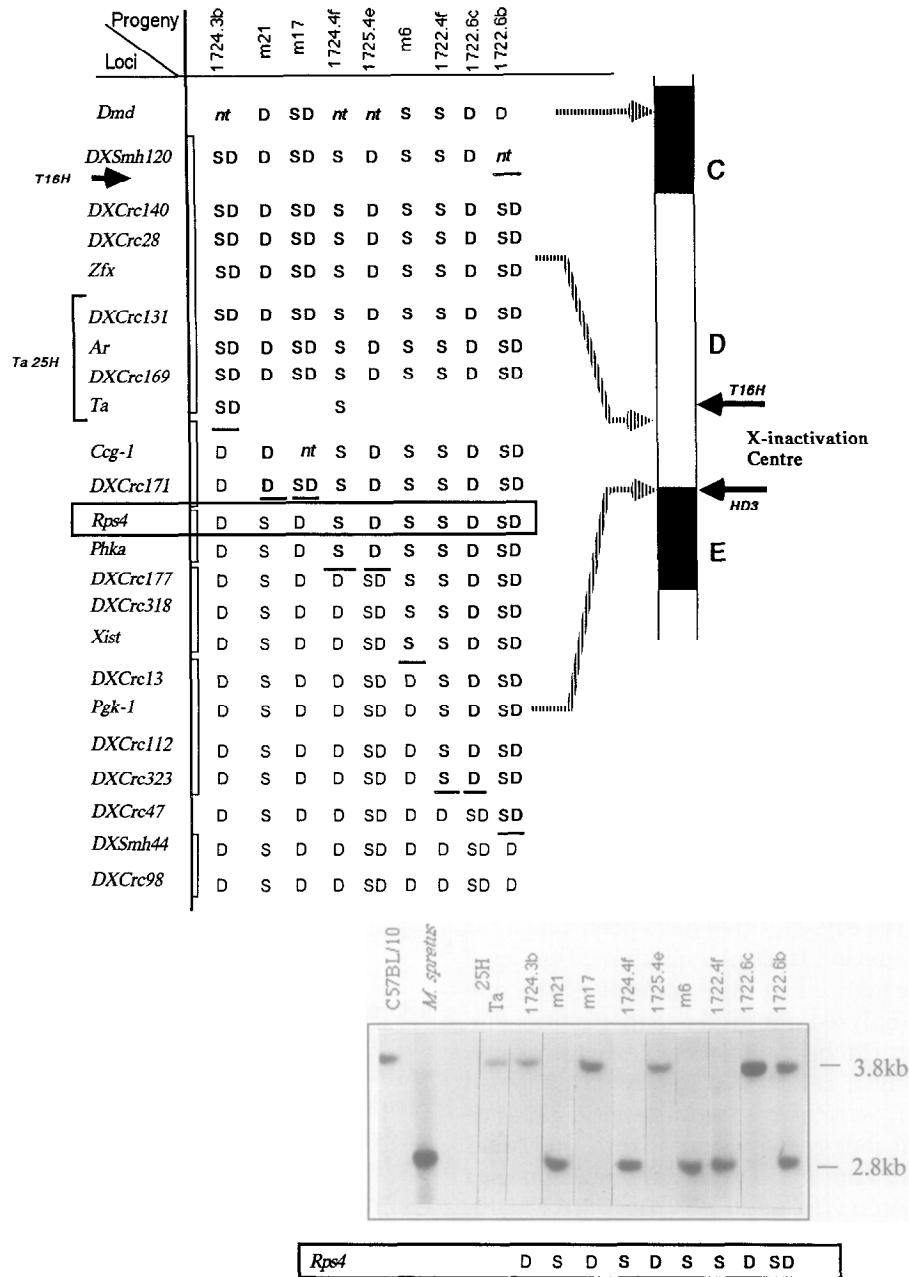 Progeny
Loci
1724.3b m21 m17 1724.4f 1725.4e m6 1722.4f 1722.6c 1722.6b
Dmd nt D SD nt nt S S D D
DXSmh120 SD D SD S D S S D nt
T16H
DXCrc140 SD D SD S D S S D SD
DXCrc28 SD D SD S D S S D SD
Zfx SD D SD S D S S D SD
DXCrc131 SD D SD S D S S D SD
Ta 25H
Ar SD D SD S D S S D SD
DXCrc169 SD D SD S D S S D SD
Ta SD S
Ccg-1 D D nt S D S S D SD
DXCrc171 D D SD S D S S D SD
Rps4 D S D S D S S D SD
Phka D S D S D S S D SD
DXCrc177 D S D D SD S S D SD
DXCrc318 D S D D SD S S D SD
Xist D S D D SD S S D SD
DXCrc13 D S D D SD D S D SD
Pgk-1 D S D D SD D S D SD
DXCrc112 D S D D SD D S D SD
DXCrc323 D S D D SD D S D SD
DXCrc47 D S D D SD D D SD SD
DXSmh44 D S D D SD D D SD D
DXCrc98 D S D D SD D D SD D
C
D
T16H
X-inactivation
Centre
HD3
E
C57BL/10 M. spretus Ta 25H 1724.3b m21 m17 1724.4f 1725.4e m6 1722.4f 1722.6c 1722.6b
3.8kb
2.8kb
Rps4 D S D S D S S D SD